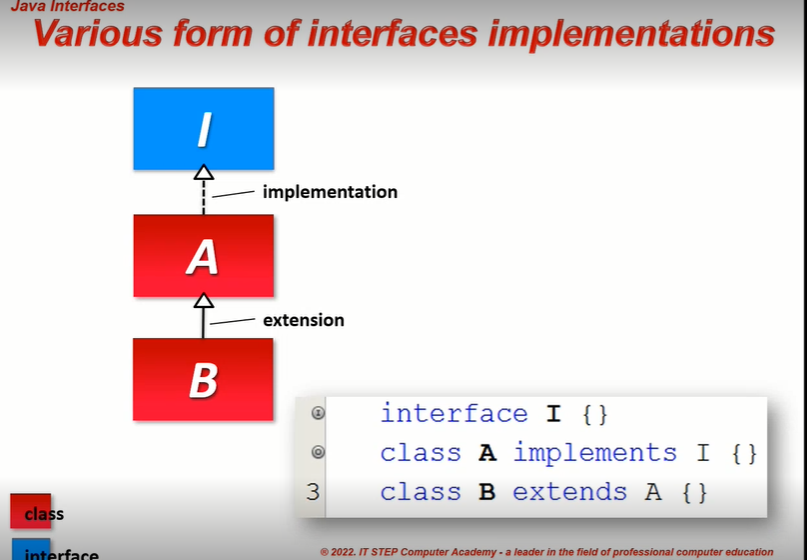 Java Interfaces
Various form of interfaces implementations
I
implementation
A
extension
B
interface I {}
class A implements I {}
3 class B extends A {}
class
interface
® 2022. IT STEP Computer Academy - a leader in the field of professional computer education